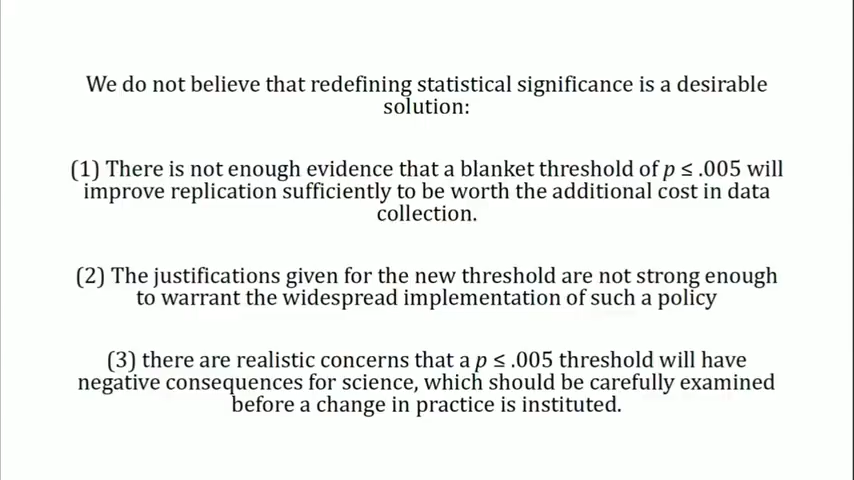 We do not believe that redefining statistical significance is a desirable
solution:
(1) There is not enough evidence that a blanket threshold of p ≤ .005 will
improve replication sufficiently to be worth the additional cost in data
collection.
(2) The justifications given for the new threshold are not strong enough
to warrant the widespread implementation of such a policy
(3) there are realistic concerns that a p ≤ .005 threshold will have
negative consequences for science, which should be carefully examined
before a change in practice is instituted.